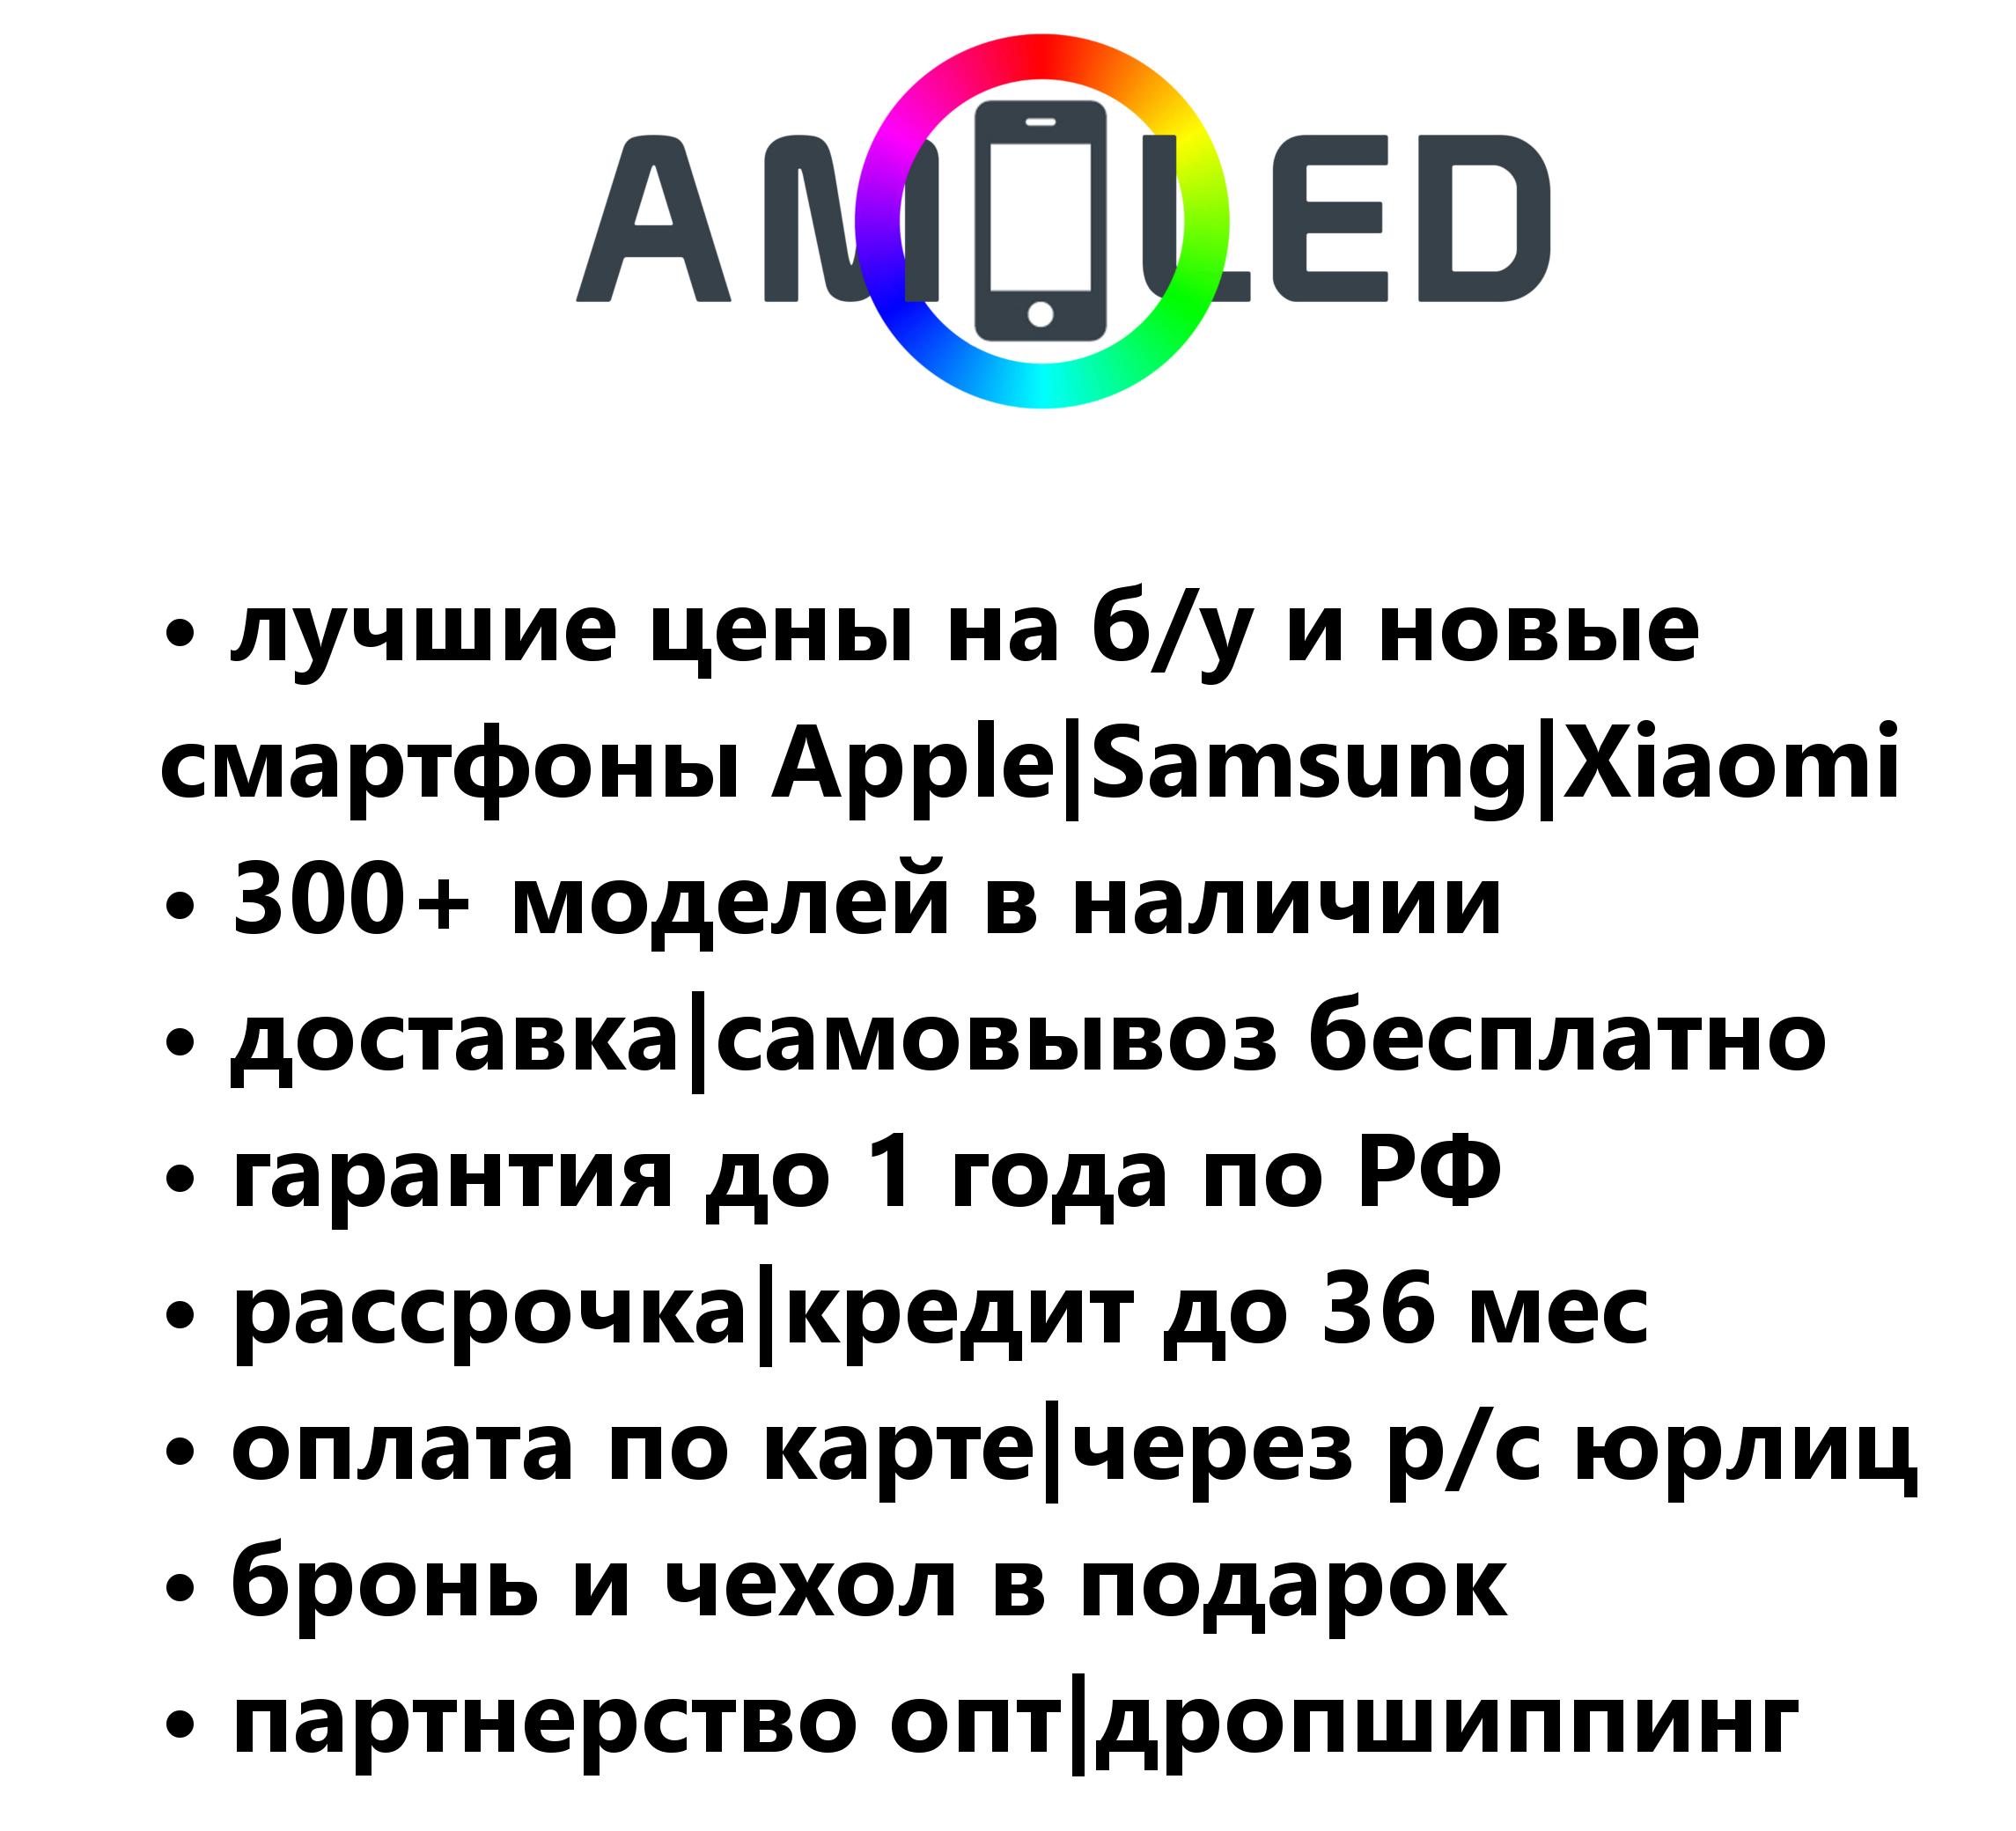 AMOLED
• лучшие цены на б/у и новые
смартфоны Apple|Samsung|Xiaomi
• 300+ моделей в наличии
• доставка|самовывоз бесплатно
• гарантия до 1 года по РФ
• рассрочка|кредит до 36 мес
• оплата по карте|через р/с юрлиц
• бронь и чехол в подарок
• партнерство опт|дропшиппинг